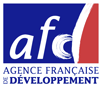 afd
AGENCE FRANÇAISE
DE DÉVELOPPEMENT